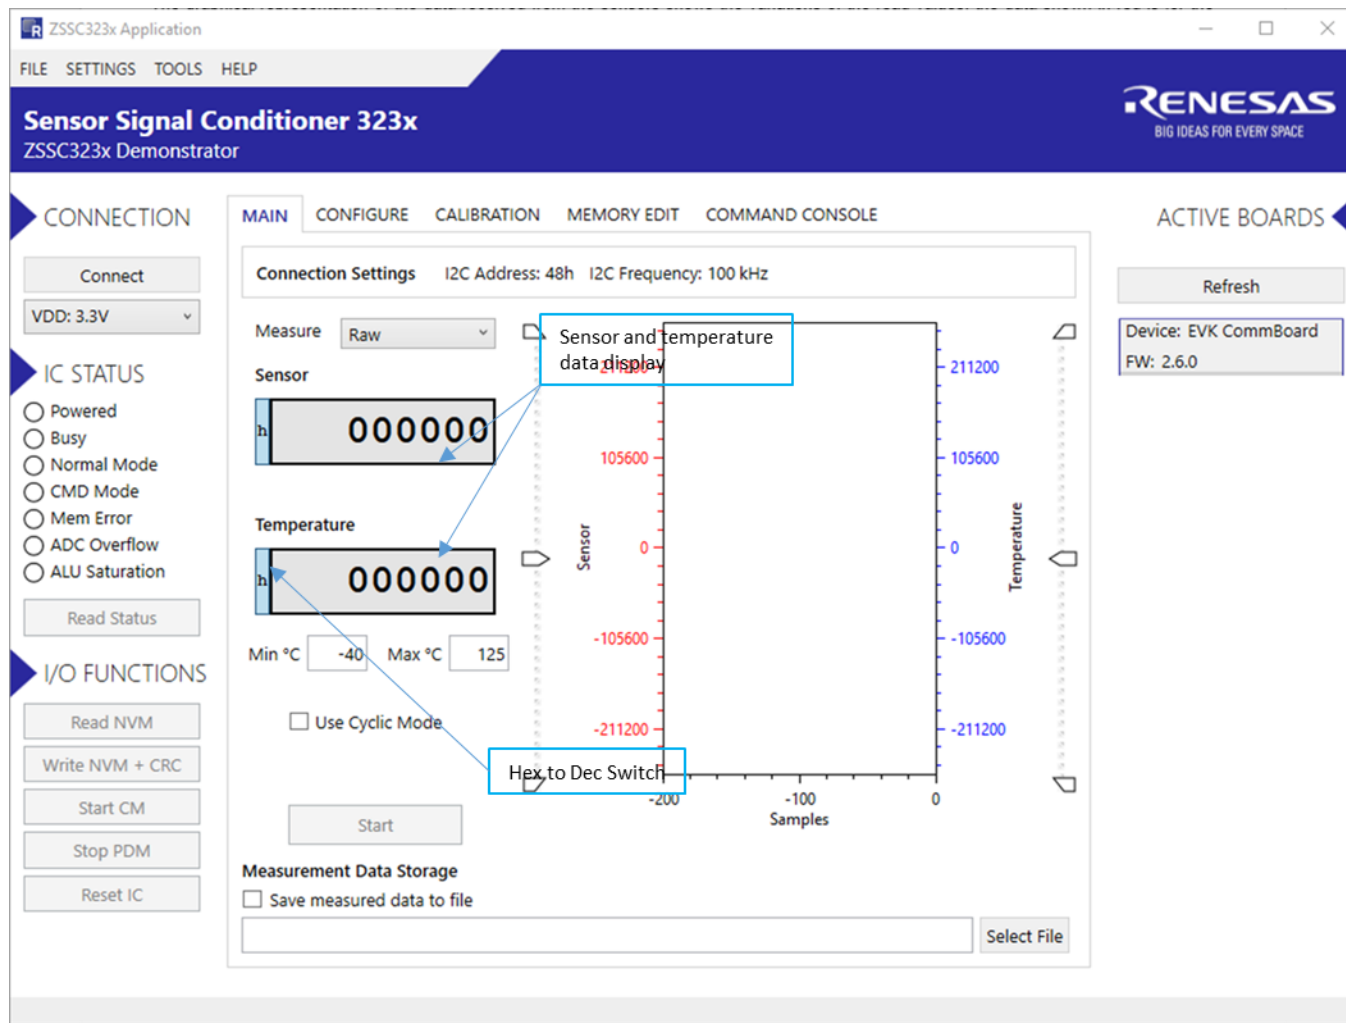 ZSSC323x Application
FILE SETTINGS TOOLS HELP
Sensor Signal Conditioner 323x
ZSSC323x Demonstrator
RENESAS
BIG IDEAS FOR EVERY SPACE
CONNECTION
Connect
VDD: 3.3V
IC STATUS
Powered
Busy
Normal Mode
CMD Mode
Mem Error
ADC Overflow
ALU Saturation
Read Status
I/O FUNCTIONS
Read NVM
Write NVM + CRC
Start CM
Stop PDM
Reset IC
MAIN CONFIGURE CALIBRATION MEMORY EDIT COMMAND CONSOLE
Connection Settings I2C Address: 48h I2C Frequency: 100 kHz
Measure Raw
Sensor
h 000000
Temperature
h 000000
Min °C -40 Max °C 125
Use Cyclic Mode
Start
Sensor and temperature
data display
Hex to Dec Switch
211200
105600
0
-105600
-211200
Sensor
211200
105600
0
-105600
-211200
Temperature
-200 -100 0
Samples
Measurement Data Storage
Save measured data to file
Select File
ACTIVE BOARDS
Refresh
Device: EVK CommBoard
FW: 2.6.0